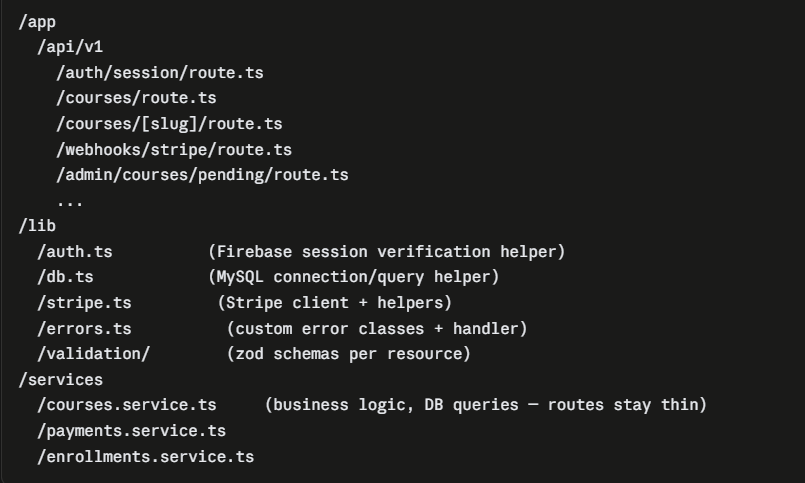 /app
/api/v1
/auth/session/route.ts
/courses/route.ts
/courses/[slug]/route.ts
/webhooks/stripe/route.ts
/admin/courses/pending/route.ts
...
/lib
/auth.ts (Firebase session verification helper)
/db.ts (MySQL connection/query helper)
/stripe.ts (Stripe client + helpers)
/errors.ts (custom error classes + handler)
/validation/ (zod schemas per resource)
/services
/courses.service.ts (business logic, DB queries — routes stay thin)
/payments.service.ts
/enrollments.service.ts